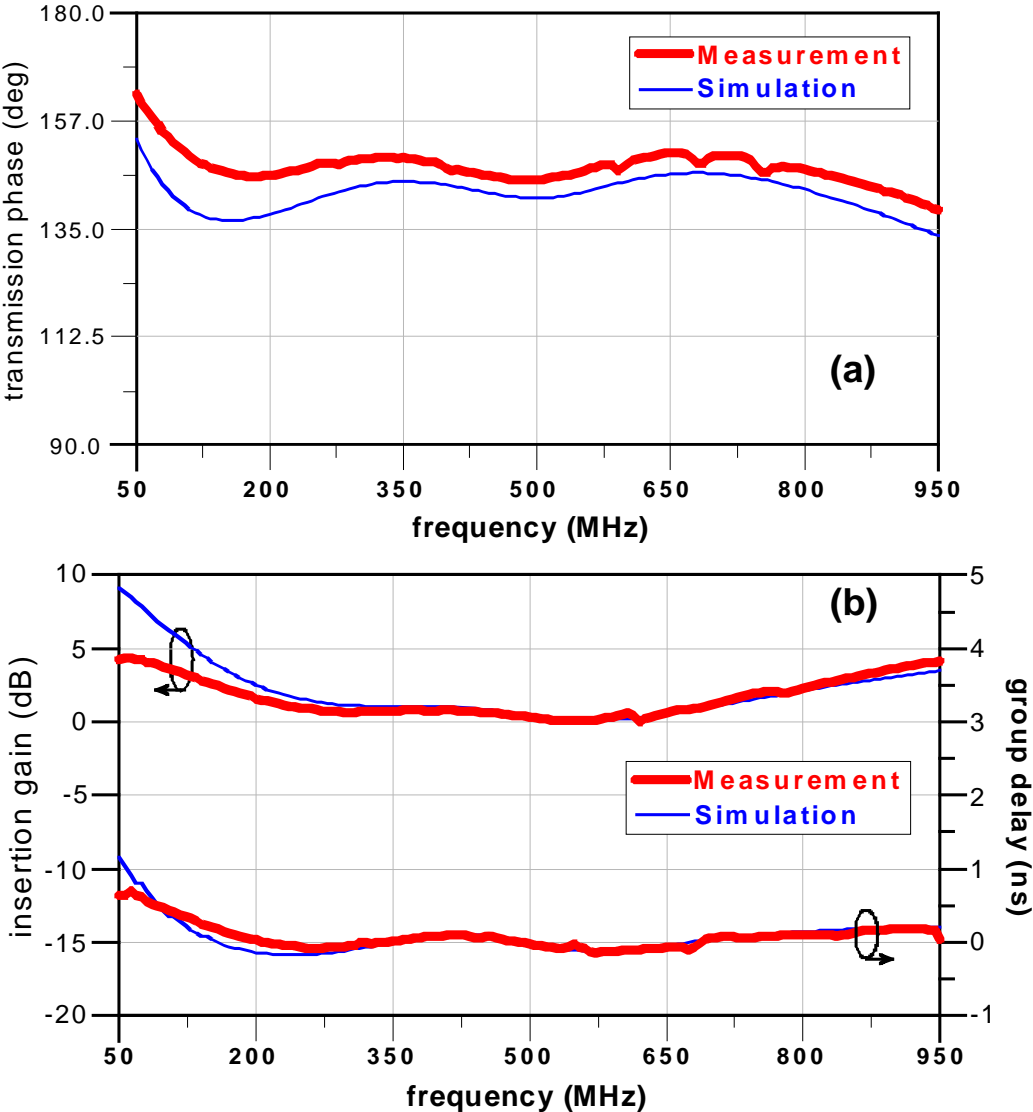 180.0
157.0
135.0
112.5
90.0
transmission phase (deg)
Measurement
Simulation
(a)
50 200 350 500 650 800 950
frequency (MHz)
10
5
0
-5
-10
-15
-20
insertion gain (dB)
(b)
Measurement
Simulation
5
4
3
2
1
0
-1
group delay (ns)
50 200 350 500 650 800 950
frequency (MHz)